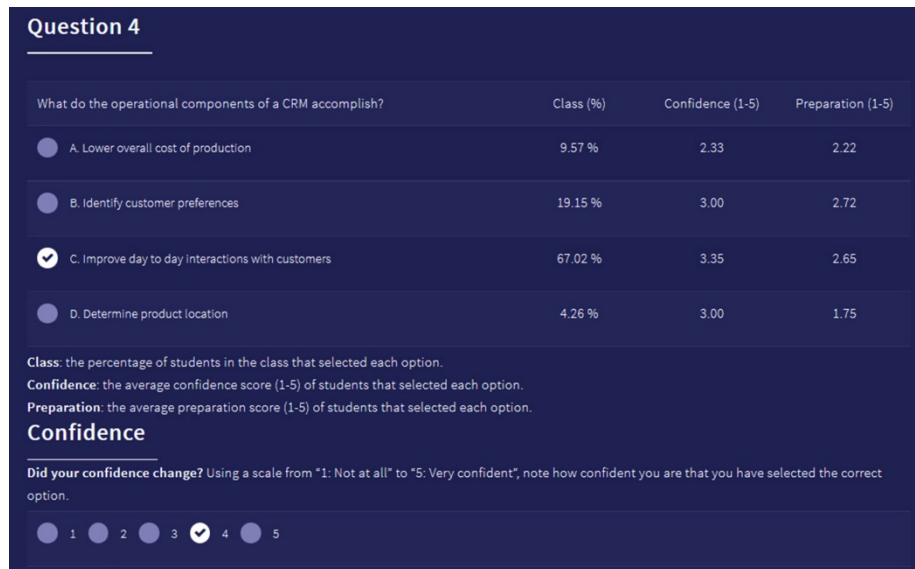 Question 4
What do the operational components of a CRM accomplish? Class (%) Confidence (1-5) Preparation (1-5)
A. Lower overall cost of production 9.57 % 2.33 2.22
B. Identify customer preferences 19.15 % 3.00 2.72
C. Improve day to day interactions with customers 67.02 % 3.35 2.65
D. Determine product location 4.26 % 3.00 1.75
Class: the percentage of students in the class that selected each option.
Confidence: the average confidence score (1-5) of students that selected each option.
Preparation: the average preparation score (1-5) of students that selected each option.
Confidence
Did your confidence change? Using a scale from “1: Not at all” to “5: Very confident”, note how confident you are that you have selected the correct
option.
1 2 3 4 5